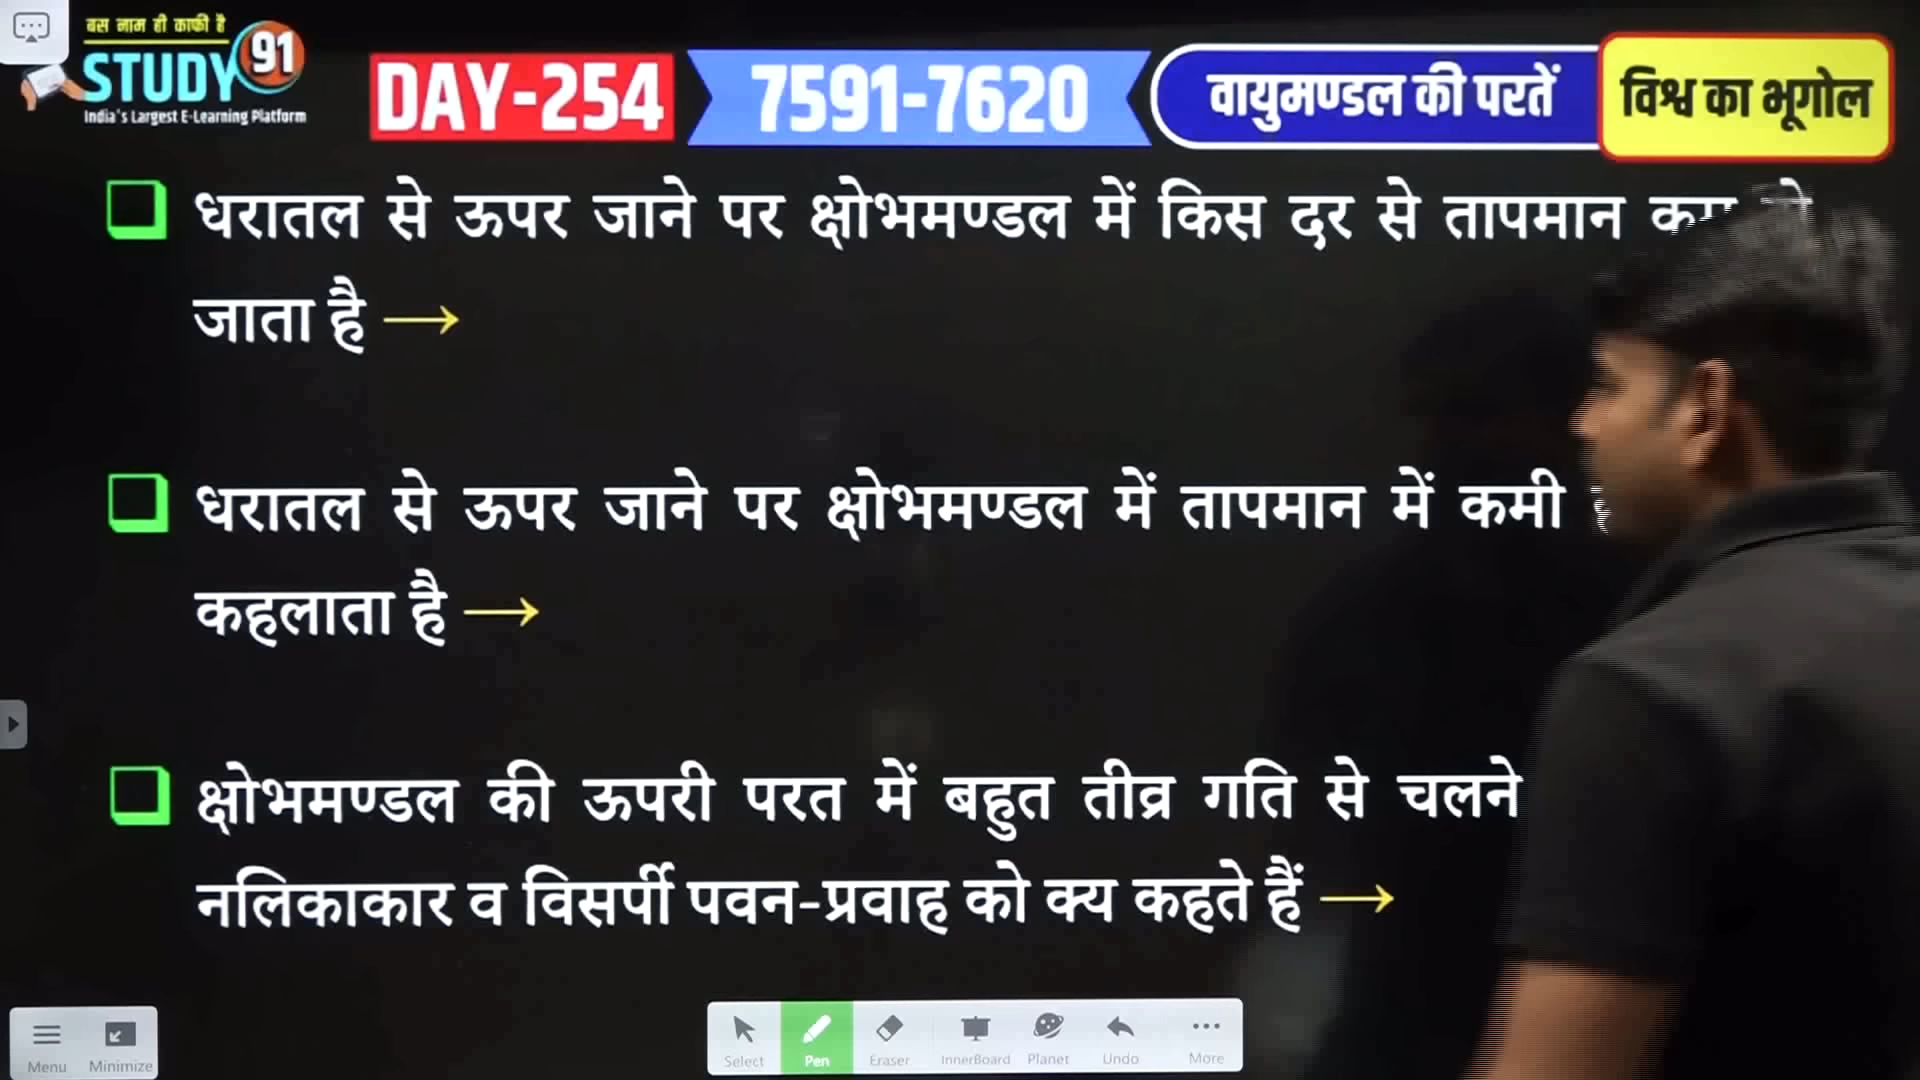 बस नाम ही काफी है
STUDY 91
India's Largest E-Learning Platform
DAY-254
7591-7620
वायुमण्डल की परतें
विश्व का भूगोल
धरातल से ऊपर जाने पर क्षोभमण्डल में किस दर से तापमान
जाता है →
धरातल से ऊपर जाने पर क्षोभमण्डल में तापमान में कमी
कहलाता है →
क्षोभमण्डल की ऊपरी परत में बहुत तीव्र गति से चलने
नलिकाकार व विसर्पी पवन-प्रवाह को क्य कहते हैं →
Menu Minimize
Select Pen Eraser InnerBoard Planet Undo More